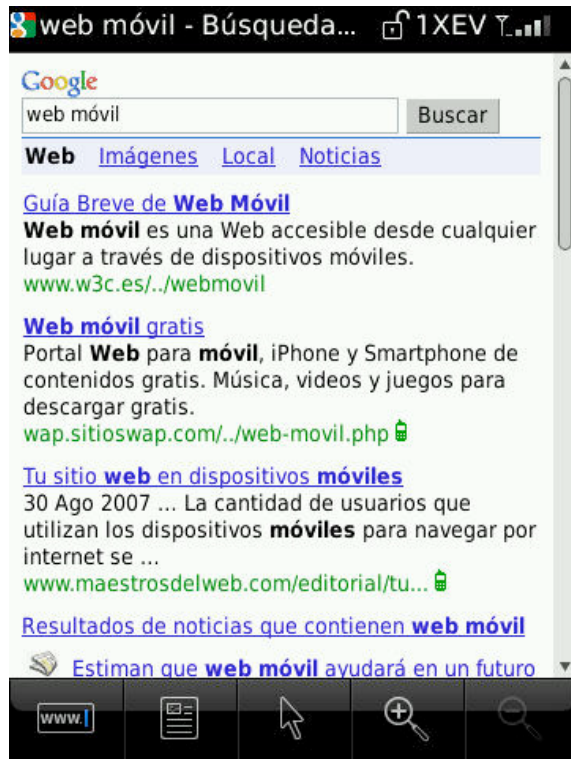 web móvil - Búsqueda... 1XEV
Google
web móvil Buscar
Web Imágenes Local Noticias
Guía Breve de Web Móvil
Web móvil es una Web accesible desde cualquier
lugar a través de dispositivos móviles.
www.w3c.es/../webmovil
Web móvil gratis
Portal Web para móvil, iPhone y Smartphone de
contenidos gratis. Música, videos y juegos para
descargar gratis.
wap.sitioswap.com/../web-movil.php
Tu sitio web en dispositivos móviles
30 Ago 2007 ... La cantidad de usuarios que
utilizan los dispositivos móviles para navegar por
internet se ...
www.maestrosdelweb.com/editorial/tu...
Resultados de noticias que contienen web móvil
Estiman que web móvil ayudará en un futuro
www.